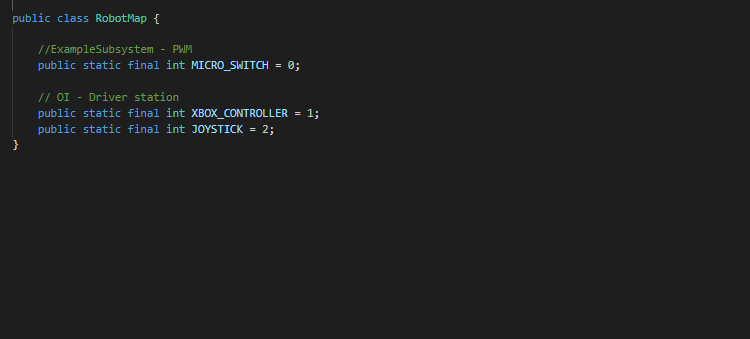 public class RobotMap {
//ExampleSubsystem - PWM
public static final int MICRO_SWITCH = 0;
// OI - Driver station
public static final int XBOX_CONTROLLER = 1;
public static final int JOYSTICK = 2;
}